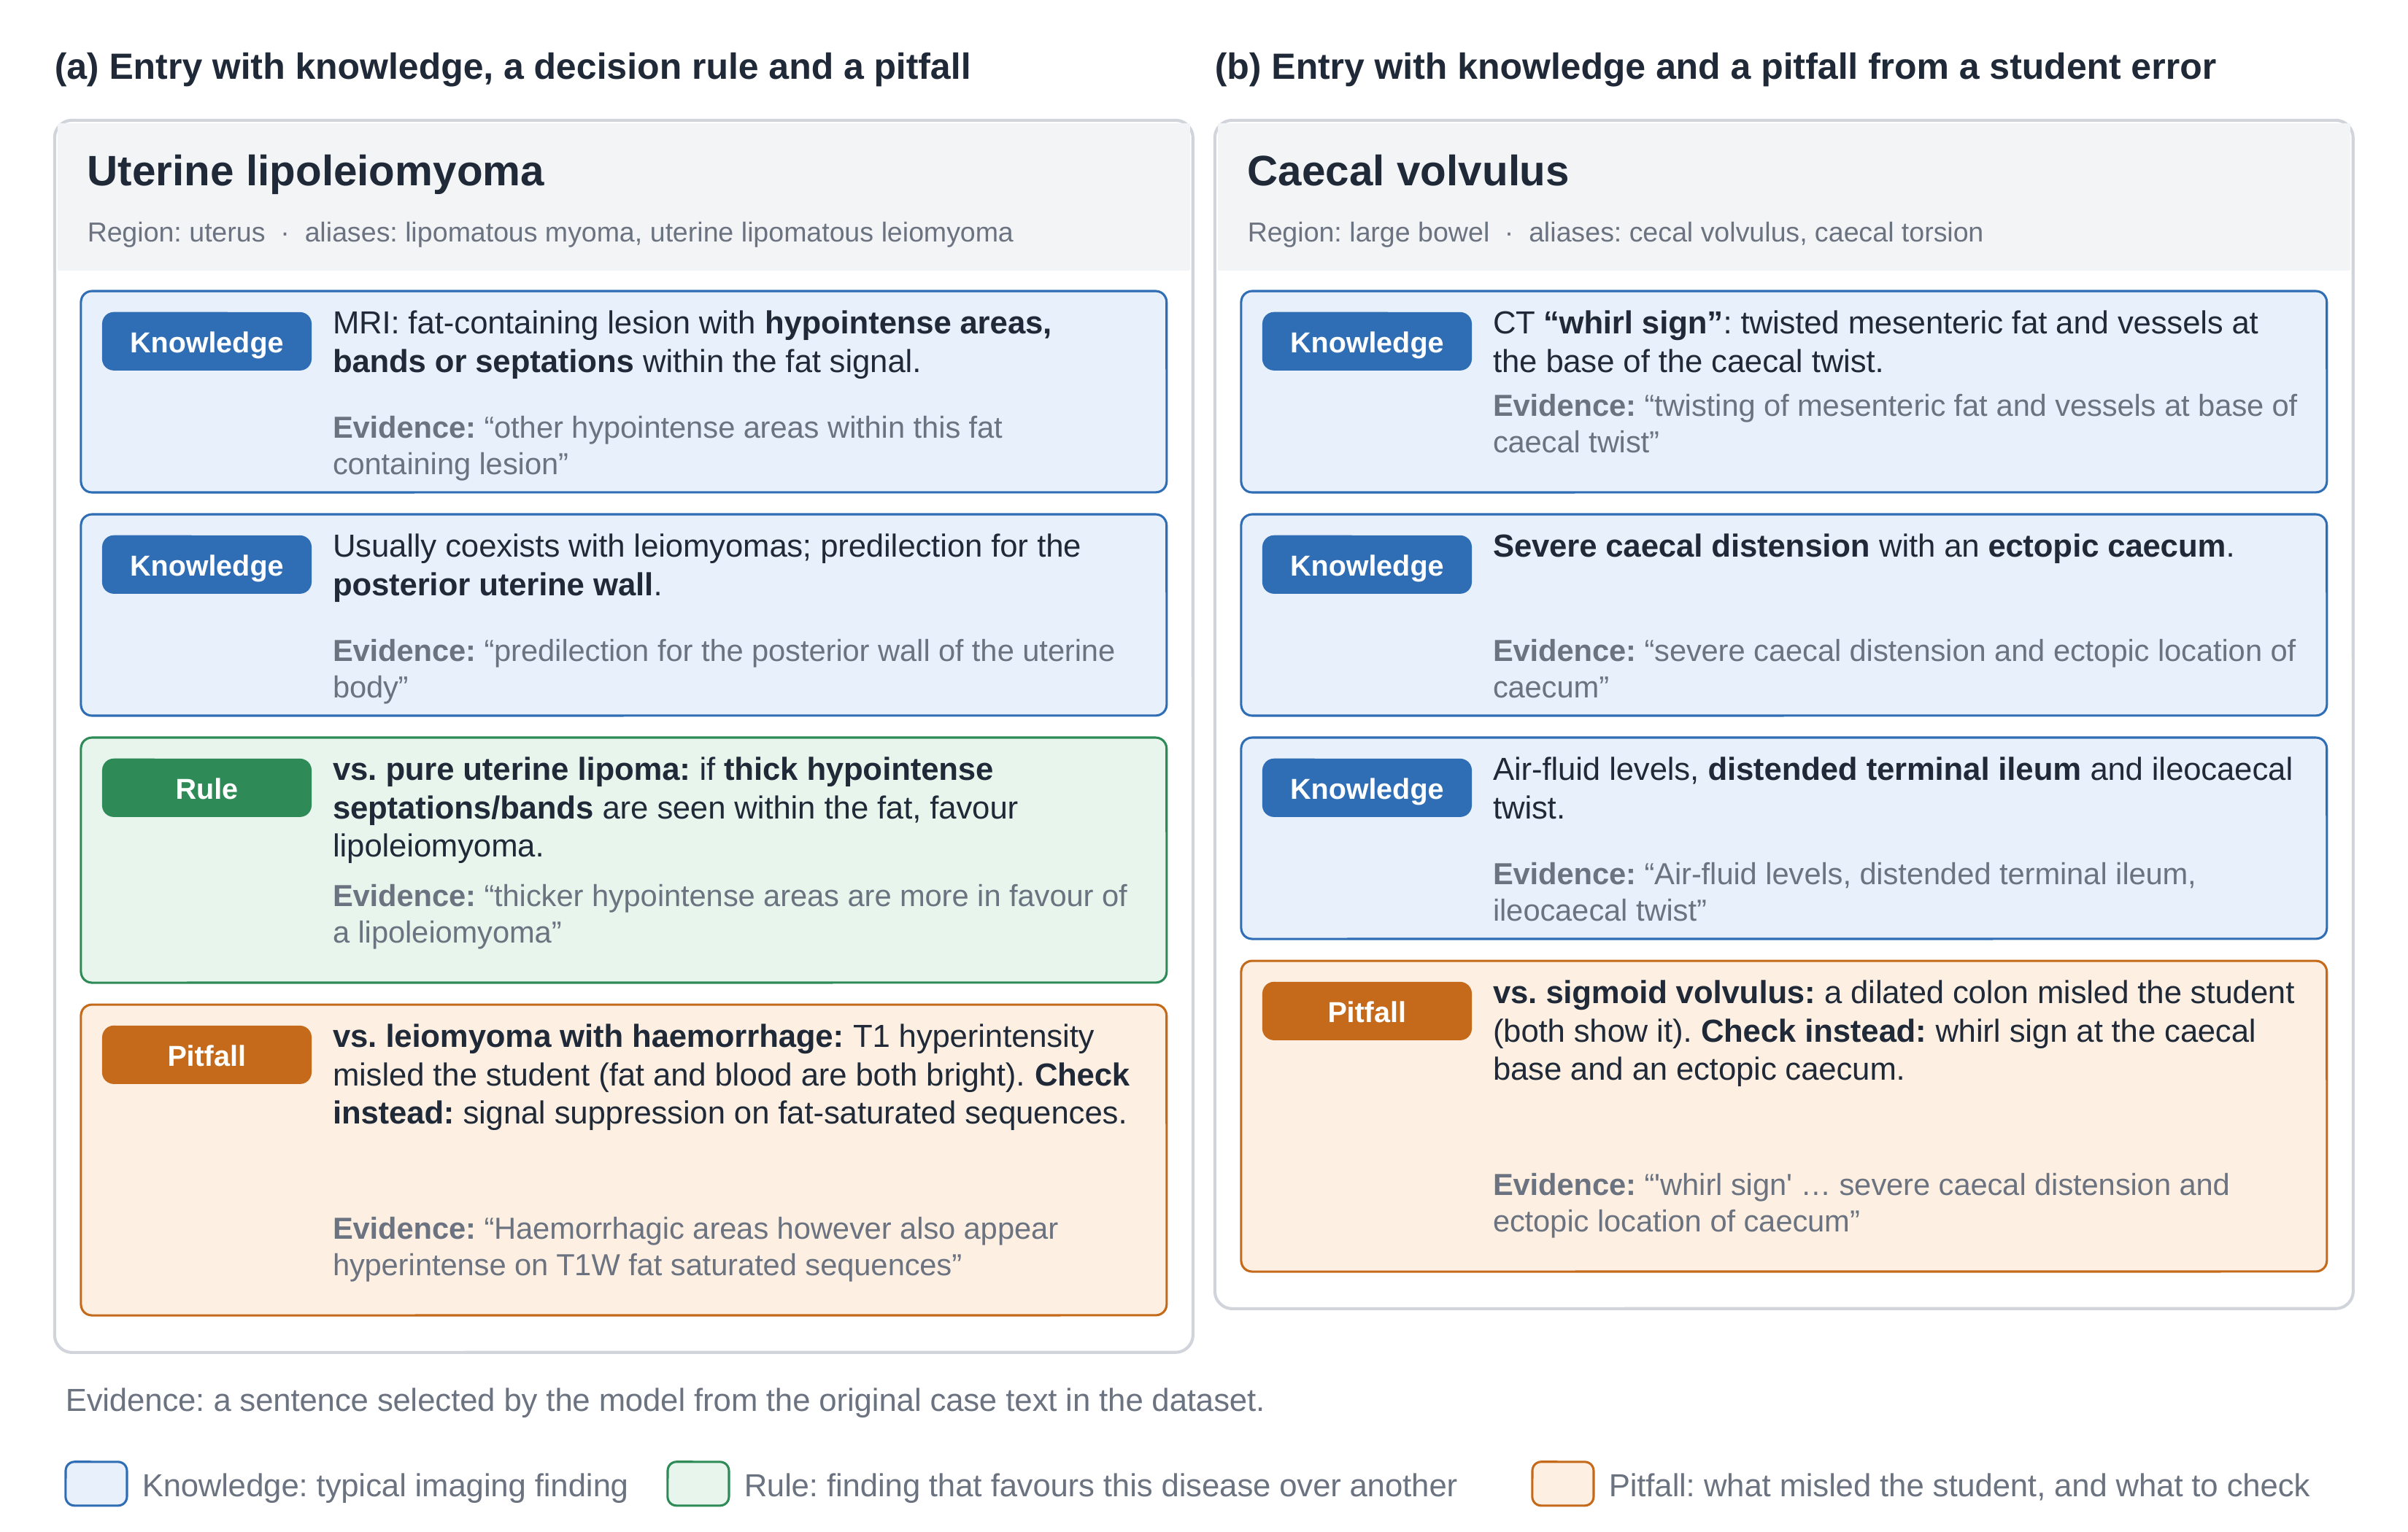 (a) Entry with knowledge, a decision rule and a pitfall
Uterine lipoleiomyoma
Region: uterus · aliases: lipomatous myoma, uterine lipomatous leiomyoma
Knowledge
MRI: fat-containing lesion with hypointense areas,
bands or septations within the fat signal.
Evidence: “other hypointense areas within this fat
containing lesion”
Knowledge
Usually coexists with leiomyomas; predilection for the
posterior uterine wall.
Evidence: “predilection for the posterior wall of the uterine
body”
Rule
vs. pure uterine lipoma: if thick hypointense
septations/bands are seen within the fat, favour
lipoleiomyoma.
Evidence: “thicker hypointense areas are more in favour of
a lipoleiomyoma”
Pitfall
vs. leiomyoma with haemorrhage: T1 hyperintensity
misled the student (fat and blood are both bright). Check
instead: signal suppression on fat-saturated sequences.
Evidence: “Haemorrhagic areas however also appear
hyperintense on T1W fat saturated sequences”
(b) Entry with knowledge and a pitfall from a student error
Caecal volvulus
Region: large bowel · aliases: cecal volvulus, caecal torsion
Knowledge
CT “whirl sign”: twisted mesenteric fat and vessels at
the base of the caecal twist.
Evidence: “twisting of mesenteric fat and vessels at base of
caecal twist”
Knowledge
Severe caecal distension with an ectopic caecum.
Evidence: “severe caecal distension and ectopic location of
caecum”
Knowledge
Air-fluid levels, distended terminal ileum and ileocaecal
twist.
Evidence: “Air-fluid levels, distended terminal ileum,
ileocaecal twist”
Pitfall
vs. sigmoid volvulus: a dilated colon misled the student
(both show it). Check instead: whirl sign at the caecal
base and an ectopic caecum.
Evidence: “'whirl sign' … severe caecal distension and
ectopic location of caecum”
Evidence: a sentence selected by the model from the original case text in the dataset.
Knowledge: typical imaging finding
Rule: finding that favours this disease over another
Pitfall: what misled the student, and what to check